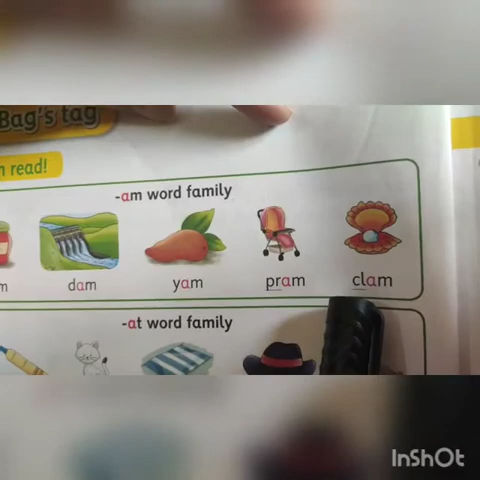 Bag's tag
n read!
-am word family
m dam yam pram clam
-at word family
InShOt